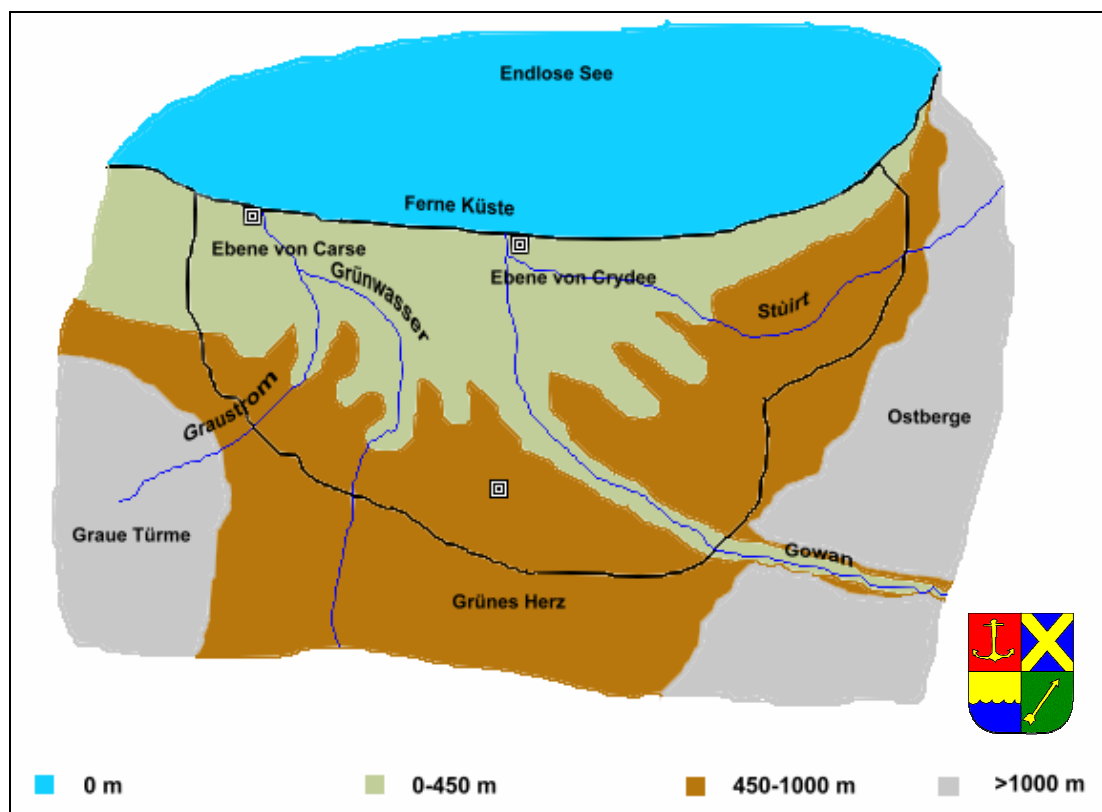 Endlose See
Ferne Küste
Ebene von Carse
Grünwasser
Ebene von Crydee
Stùirt
Graustrom
Ostberge
Graue Türme
Gowan
Grünes Herz
0 m
0-450 m
450-1000 m
>1000 m